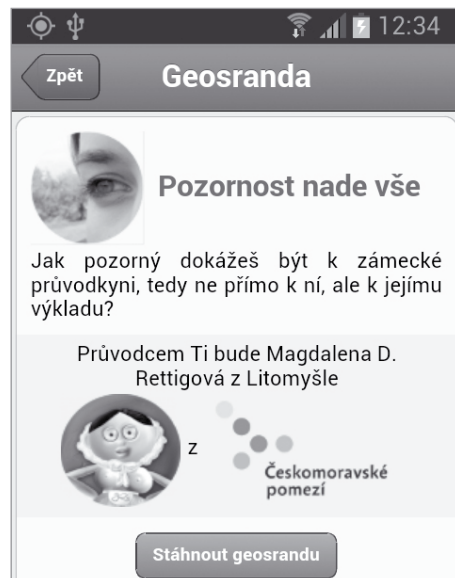 12:34
Zpět
Geosranda
Pozornost nade vše
Jak pozorný dokážeš být k zámecké
průvodkyni, tedy ne přímo k ní, ale k jejímu
výkladu?
Průvodcem Ti bude Magdalena D.
Rettigová z Litomyšle
z
Českomoravské
pomezí
Stáhnout geosrandu